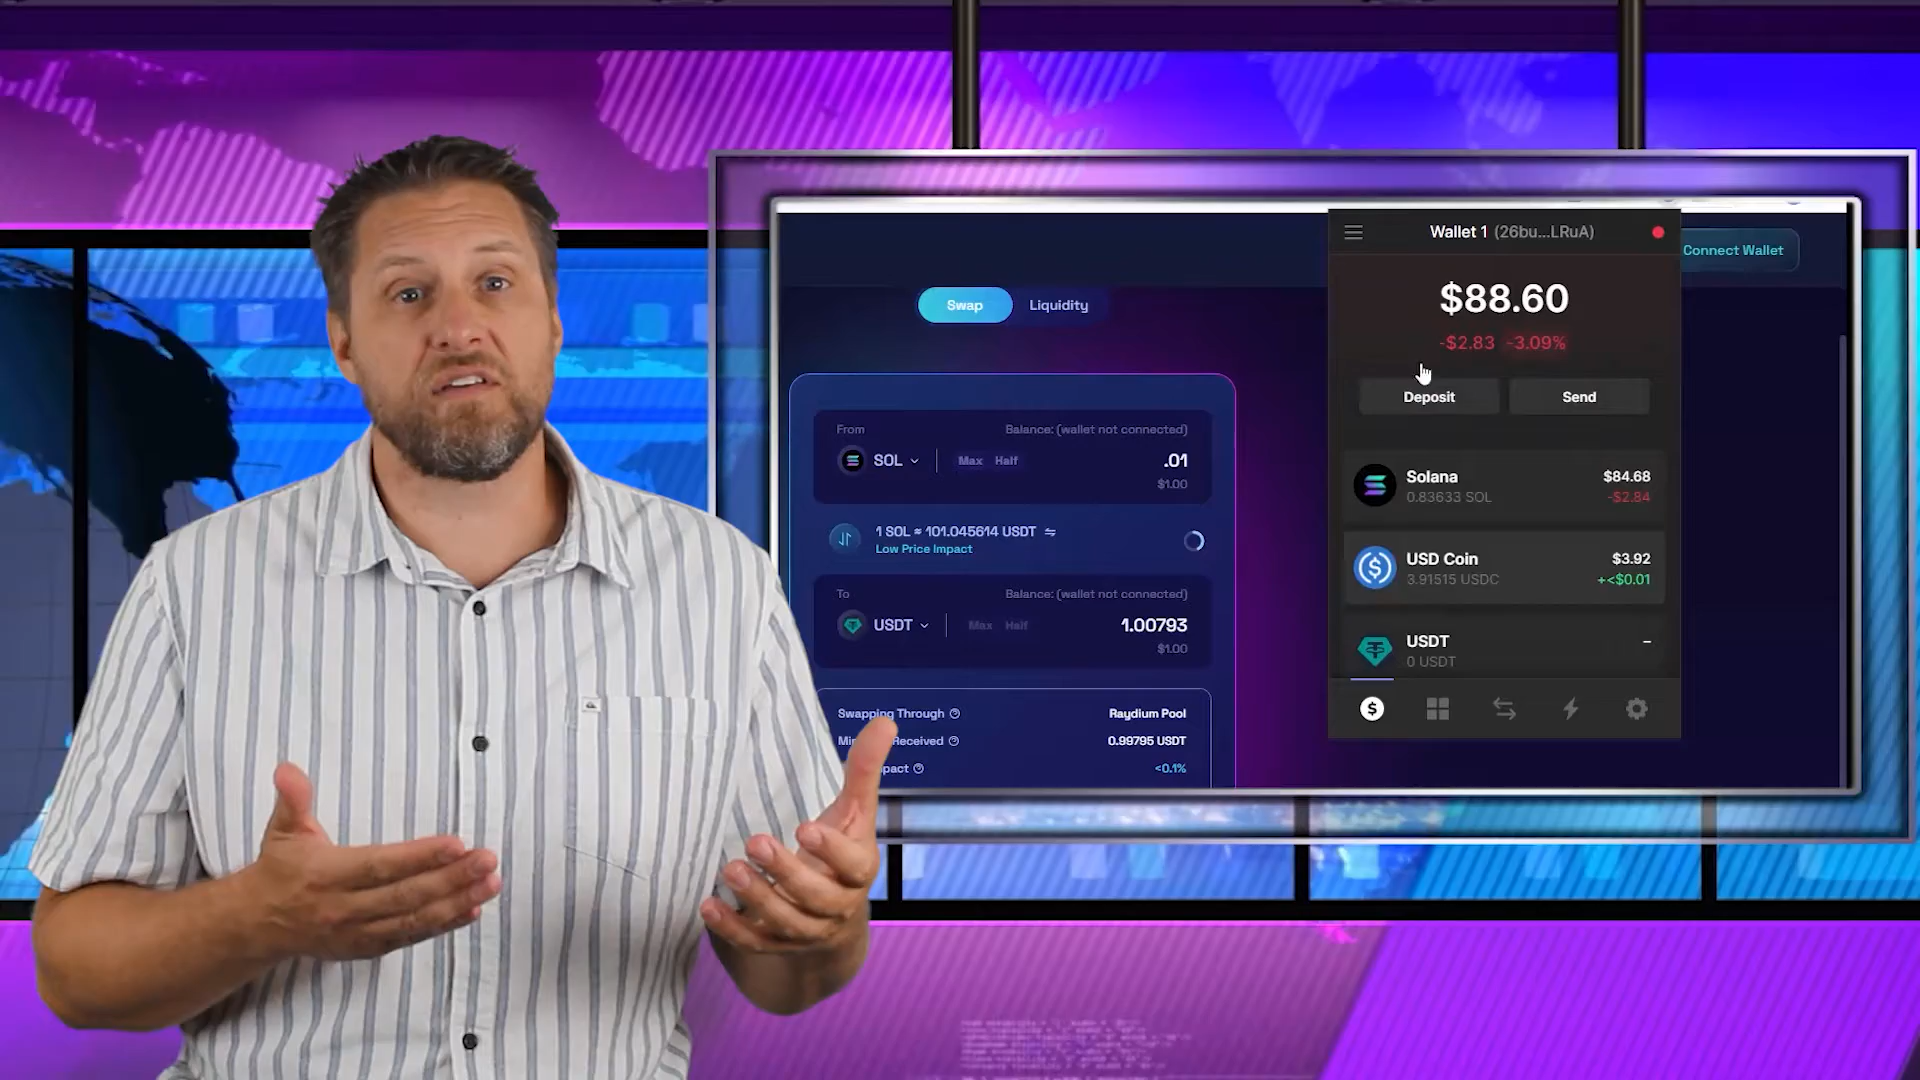 Swap Liquidity
From Balance: (wallet not connected)
SOL Max Half .01
$1.00
1 SOL ≈ 101.045614 USDT
Low Price Impact
To Balance: (wallet not connected)
USDT Max Half 1.00793
$1.00
Swapping Through Raydium Pool
Received 0.99795 USDT
<0.1%
Wallet 1 (26bu...LRuA)
$88.60
-$2.83 -3.09%
Deposit Send
Solana $84.68
0.83633 SOL -$2.84
USD Coin $3.92
3.91515 USDC +<$0.01
USDT –
0 USDT
Connect Wallet